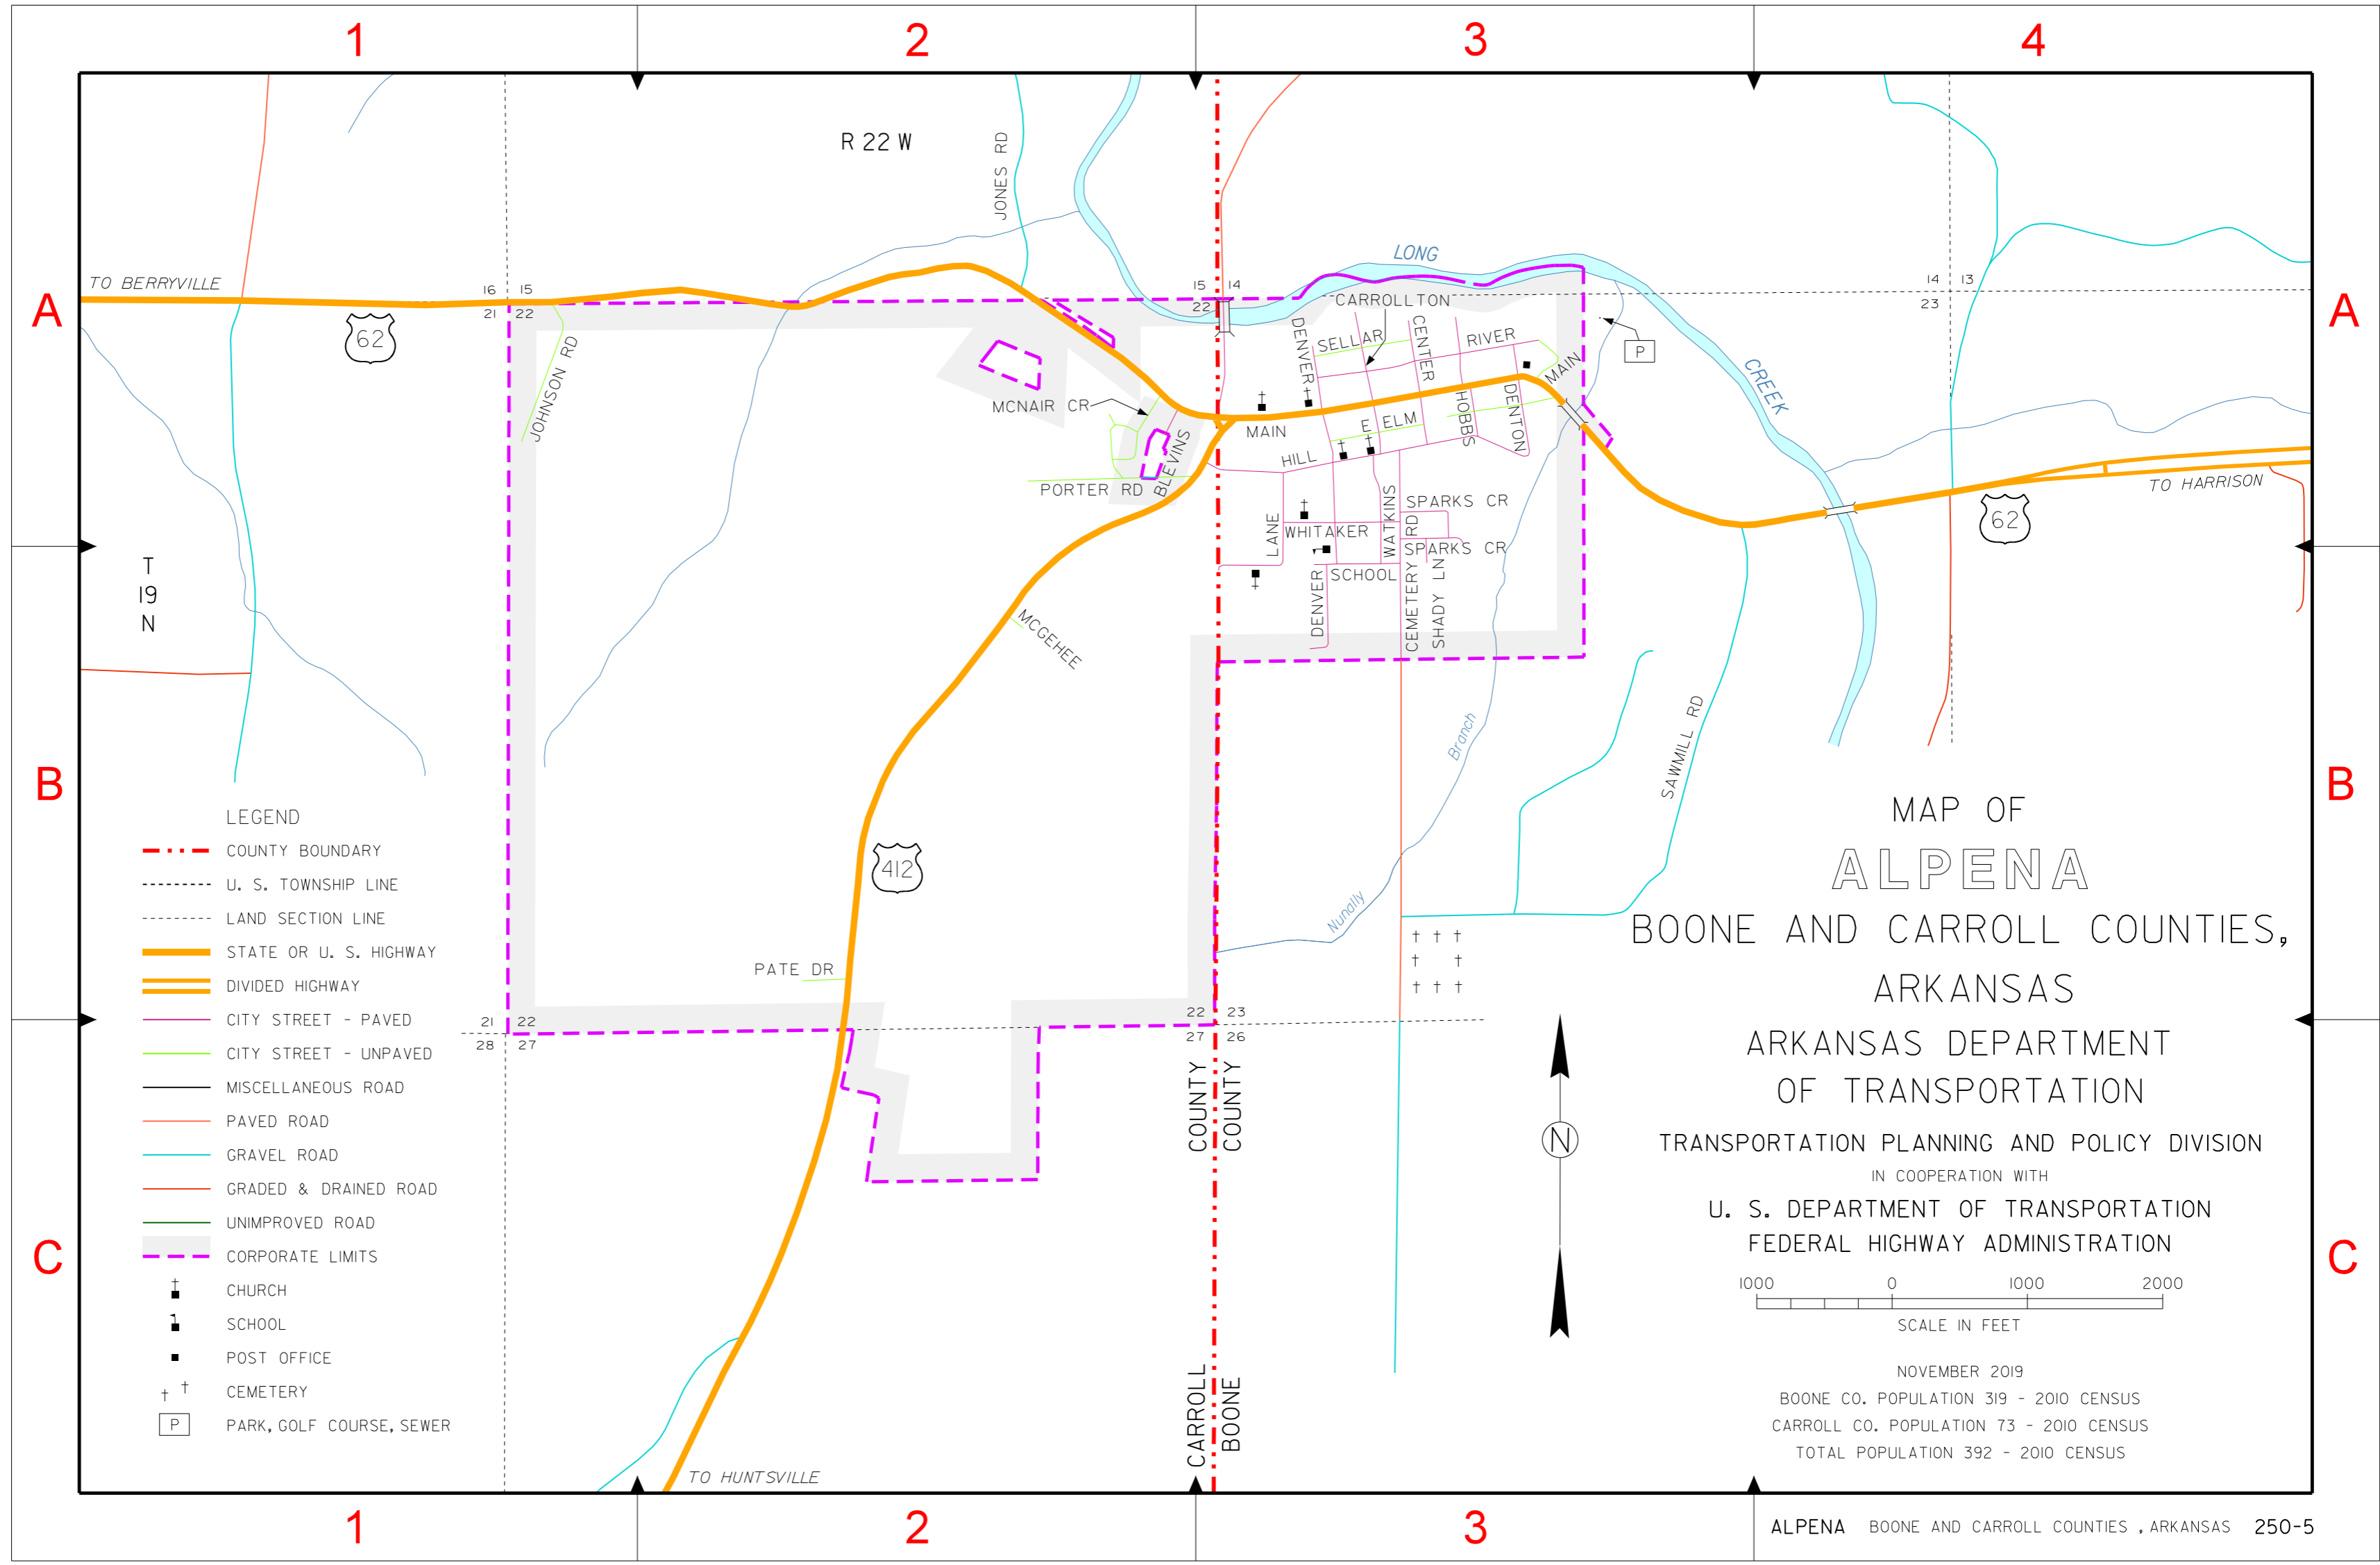 1
2
3
4
A
A
B
B
C
C
1
2
3
R 22 W
JONES RD
TO BERRYVILLE
62
16 15
21 22
JOHNSON RD
15 14
22
LONG
CREEK
14 13
23
CARROLLTON
DENVER
SELLAR
CENTER
RIVER
MAIN
P
MCNAIR CR
MAIN
E ELM
HOBBS
DENTON
BLEVINS
HILL
PORTER RD
TO HARRISON
62
LANE
WHITAKER
WATKINS
SPARKS CR
SPARKS CR
SCHOOL
DENVER
CEMETERY RD
SHADY LN
T
19
N
MCGEHEE
Nunally
Branch
SAWMILL RD
412
PATE DR
21 22
28 27
22 23
27 26
CARROLL COUNTY
BOONE COUNTY
TO HUNTSVILLE
N
LEGEND
COUNTY BOUNDARY
U. S. TOWNSHIP LINE
LAND SECTION LINE
STATE OR U. S. HIGHWAY
DIVIDED HIGHWAY
CITY STREET - PAVED
CITY STREET - UNPAVED
MISCELLANEOUS ROAD
PAVED ROAD
GRAVEL ROAD
GRADED & DRAINED ROAD
UNIMPROVED ROAD
CORPORATE LIMITS
CHURCH
SCHOOL
POST OFFICE
CEMETERY
P PARK, GOLF COURSE, SEWER
MAP OF
ALPENA
BOONE AND CARROLL COUNTIES,
ARKANSAS
ARKANSAS DEPARTMENT
OF TRANSPORTATION
TRANSPORTATION PLANNING AND POLICY DIVISION
IN COOPERATION WITH
U. S. DEPARTMENT OF TRANSPORTATION
FEDERAL HIGHWAY ADMINISTRATION
1000 0 1000 2000
SCALE IN FEET
NOVEMBER 2019
BOONE CO. POPULATION 319 - 2010 CENSUS
CARROLL CO. POPULATION 73 - 2010 CENSUS
TOTAL POPULATION 392 - 2010 CENSUS
ALPENA BOONE AND CARROLL COUNTIES , ARKANSAS 250-5